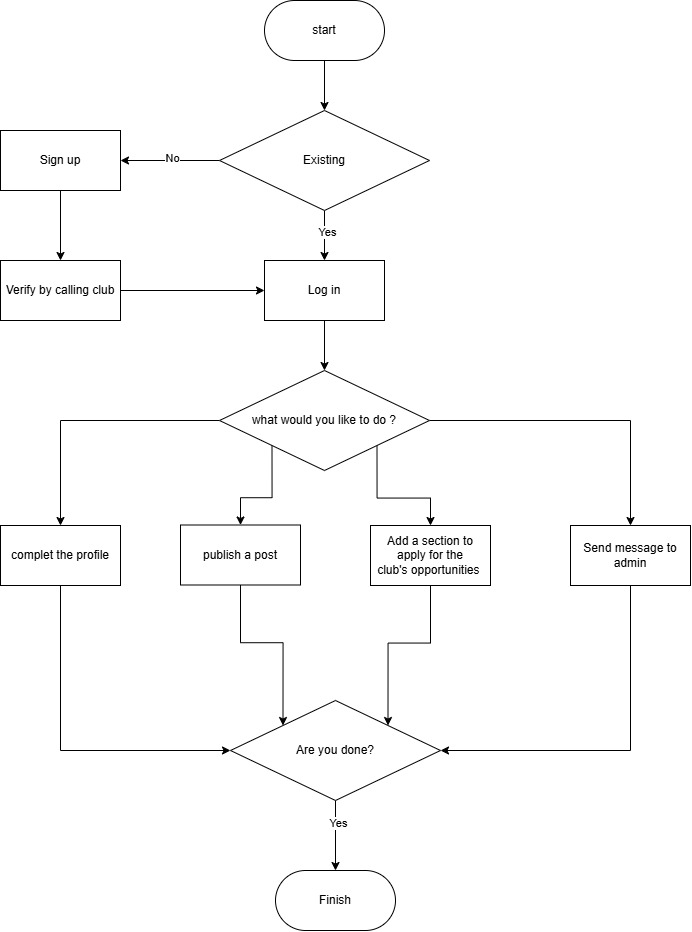 start
Existing
No
Sign up
Yes
Verify by calling club
Log in
what would you like to do ?
complet the profile
publish a post
Add a section to
apply for the
club's opportunities
Send message to
admin
Are you done?
Yes
Finish